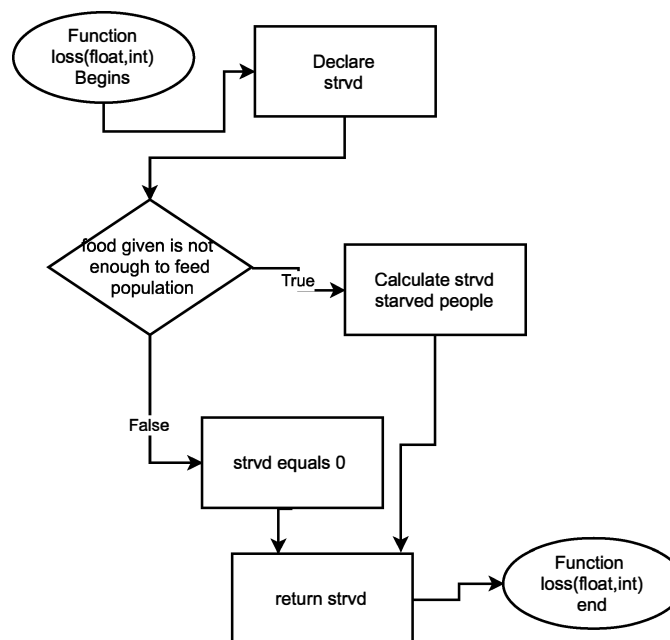 Function
loss(float,int)
Begins
Declare
strvd
food given is not
enough to feed
population
True
Calculate strvd
starved people
False
strvd equals 0
return strvd
Function
loss(float,int)
end